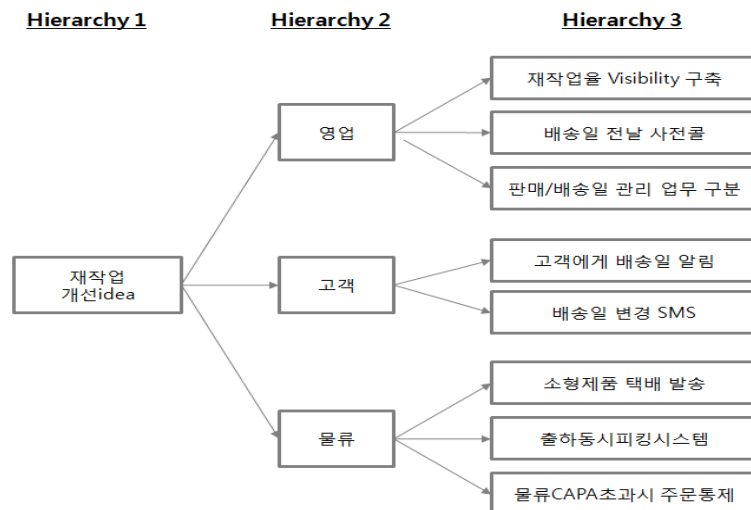 Hierarchy 1
Hierarchy 2
Hierarchy 3
재작업
개선idea
영업
재작업율 Visibility 구축
배송일 전날 사전콜
판매/배송일 관리 업무 구분
고객
고객에게 배송일 알림
배송일 변경 SMS
물류
소형제품 택배 발송
출하동시피킹시스템
물류CAPA초과시 주문통제